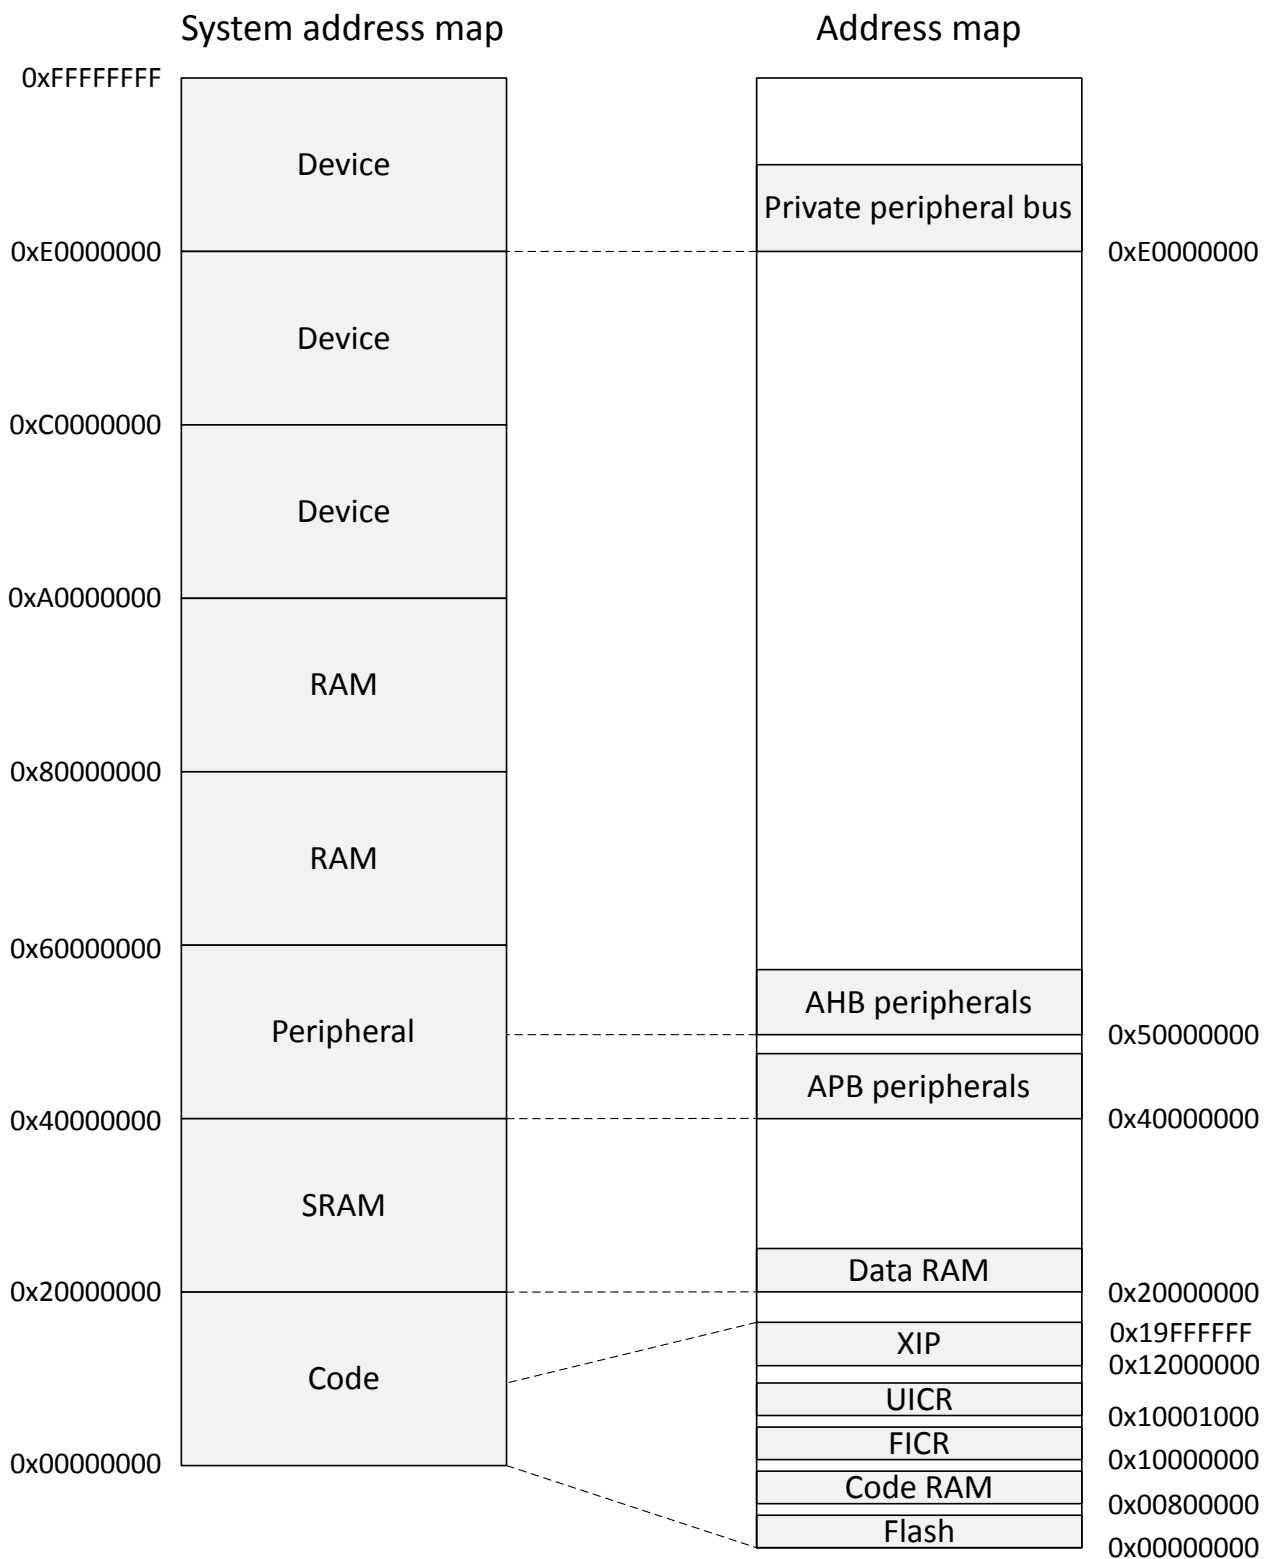 System address map
Address map
0xFFFFFFFF
Device
Private peripheral bus
0xE0000000
0xE0000000
Device
0xC0000000
Device
0xA0000000
RAM
0x80000000
RAM
0x60000000
AHB peripherals
Peripheral
0x50000000
APB peripherals
0x40000000
0x40000000
SRAM
Data RAM
0x20000000
0x20000000
0x19FFFFFF
XIP
0x12000000
Code
UICR
0x10001000
FICR
0x00000000
0x10000000
Code RAM
0x00800000
Flash
0x00000000